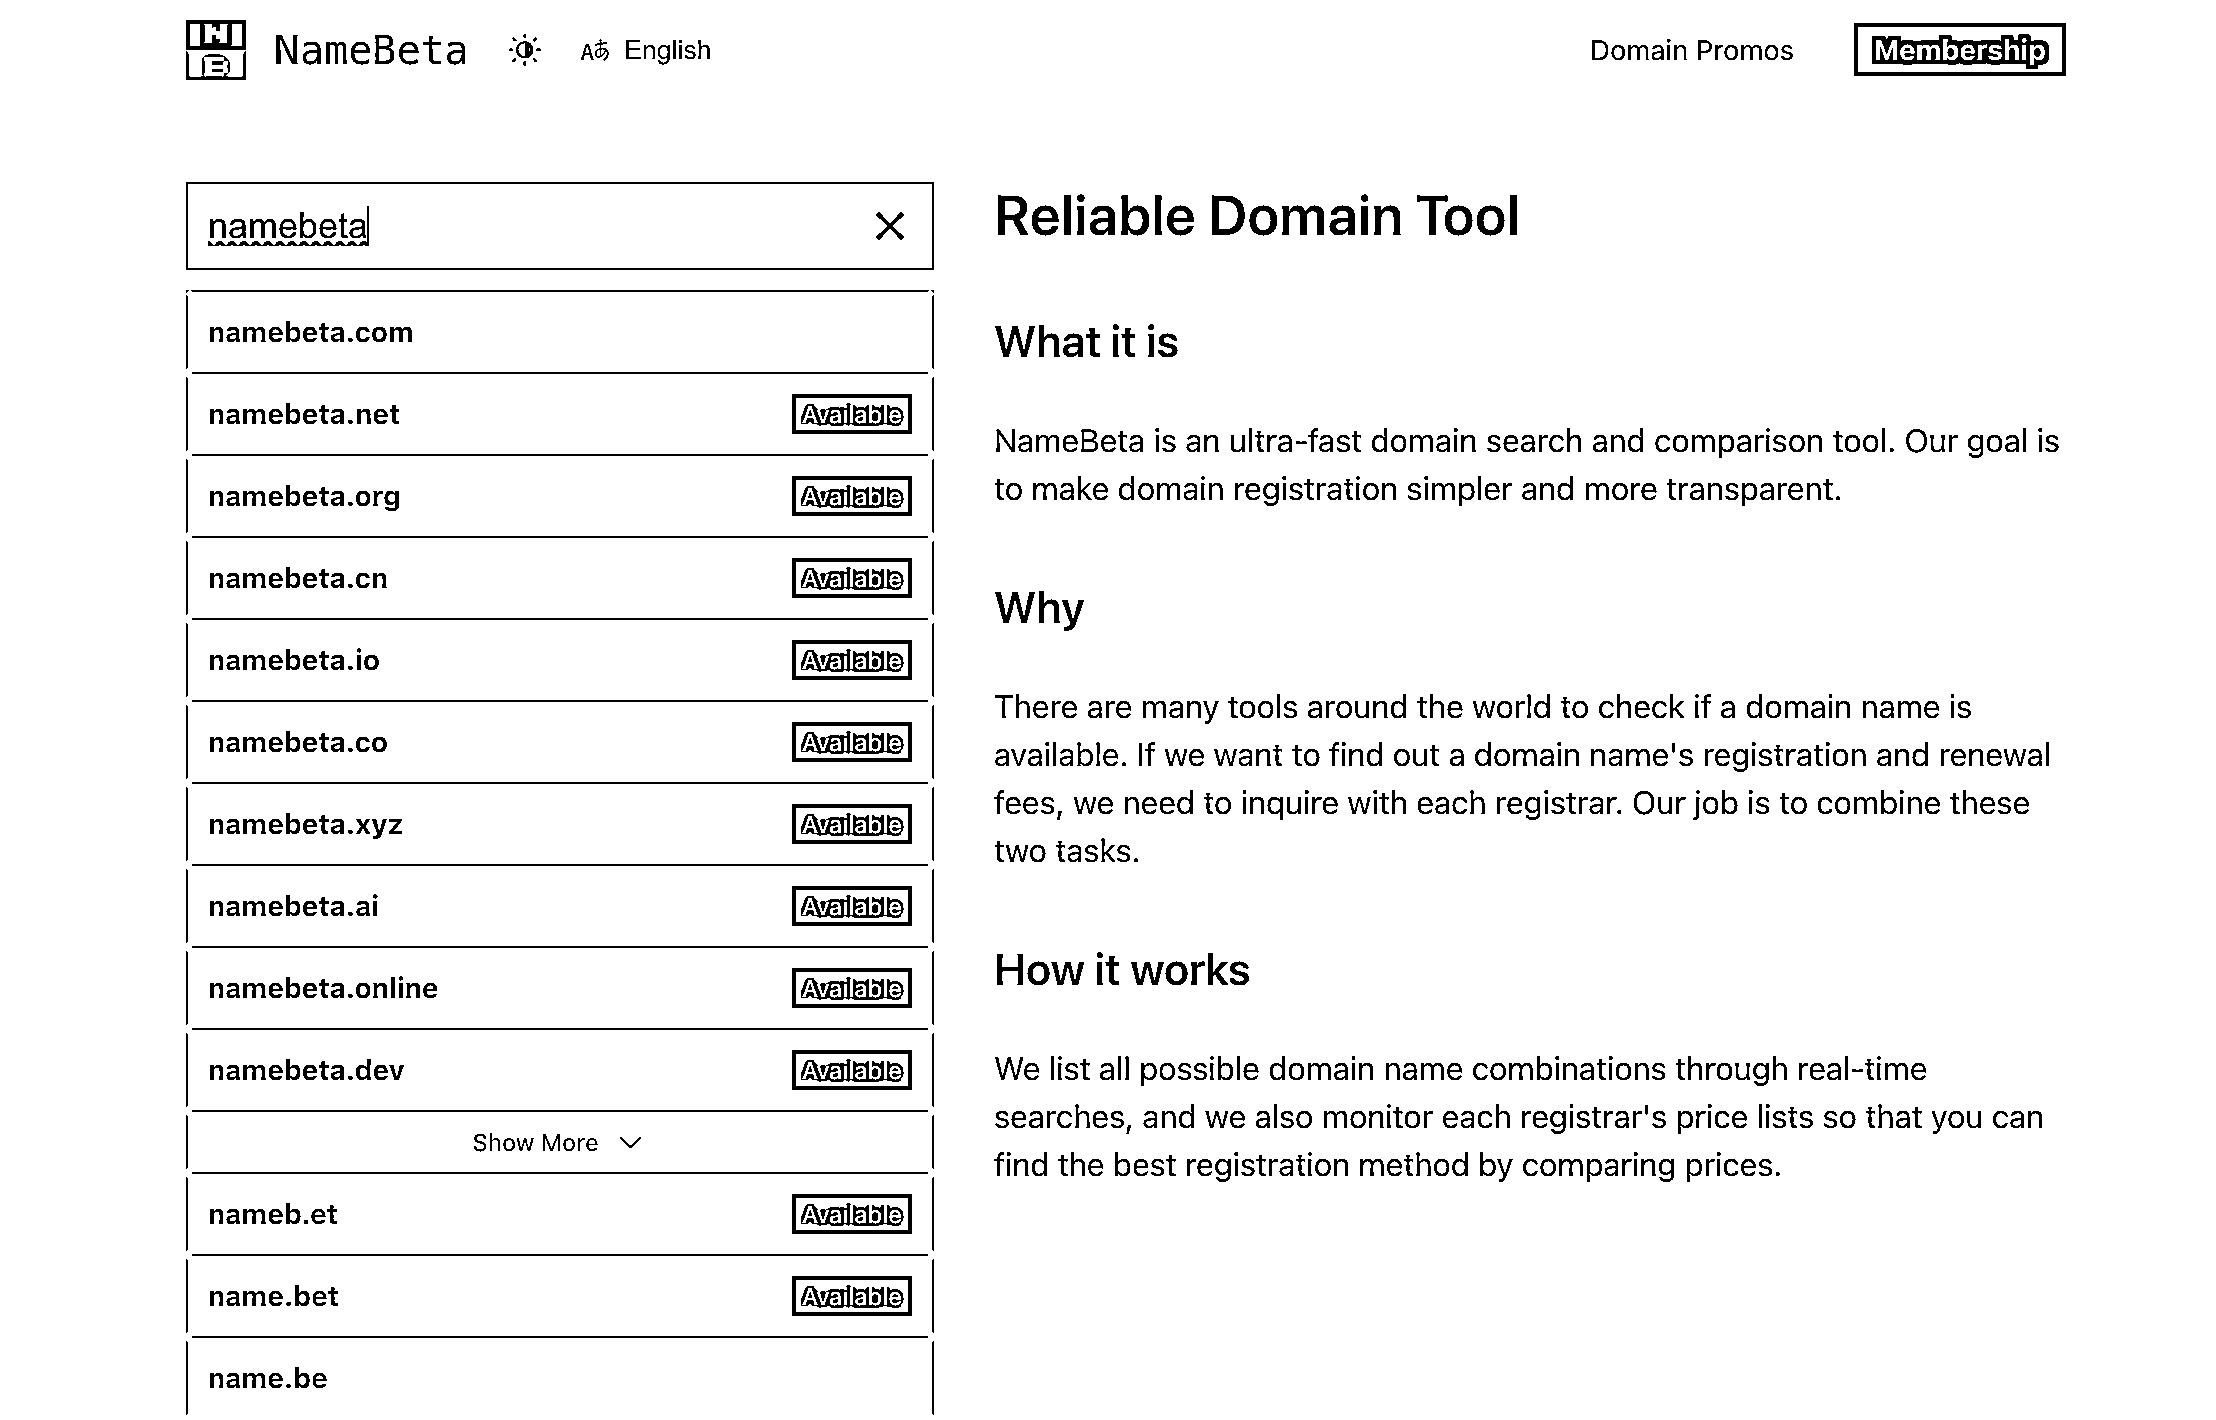 NB
NameBeta
Aあ English
Domain Promos
Membership
namebeta
namebeta.com
namebeta.net Available
namebeta.org Available
namebeta.cn Available
namebeta.io Available
namebeta.co Available
namebeta.xyz Available
namebeta.ai Available
namebeta.online Available
namebeta.dev Available
Show More
nameb.et Available
name.bet Available
name.be
Reliable Domain Tool
What it is
NameBeta is an ultra-fast domain search and comparison tool. Our goal is
to make domain registration simpler and more transparent.
Why
There are many tools around the world to check if a domain name is
available. If we want to find out a domain name's registration and renewal
fees, we need to inquire with each registrar. Our job is to combine these
two tasks.
How it works
We list all possible domain name combinations through real-time
searches, and we also monitor each registrar's price lists so that you can
find the best registration method by comparing prices.